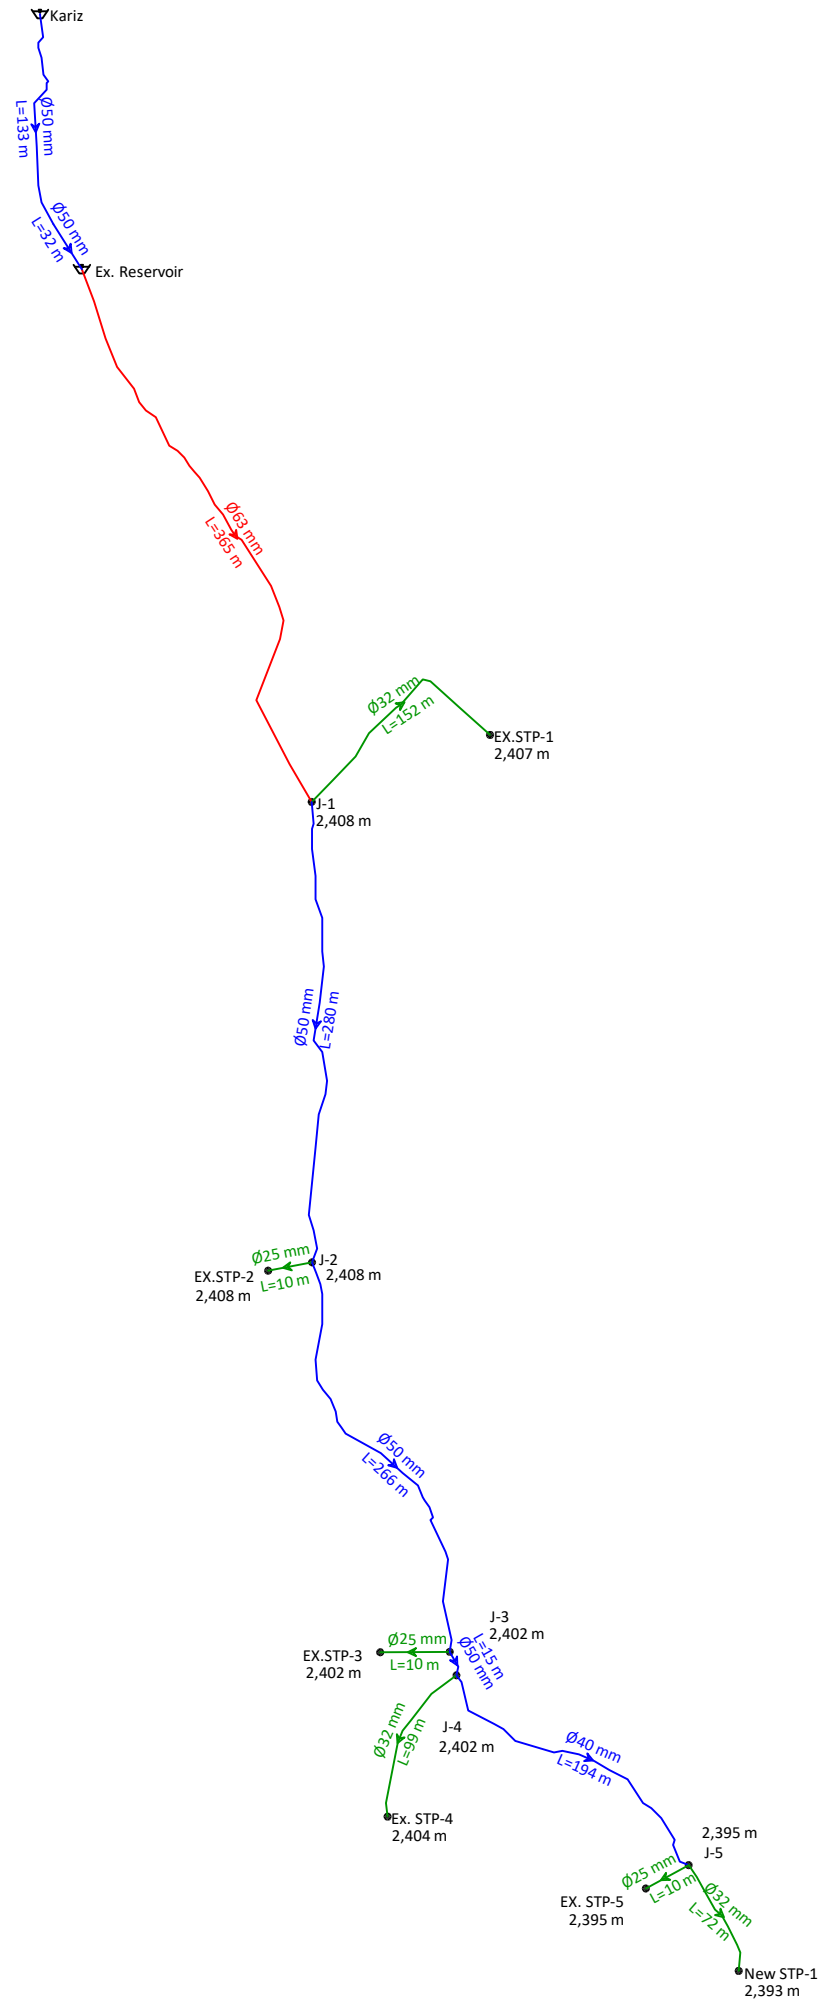 Kariz
Ø50 mm
L=133 m
Ø50 mm
L=32 m
Ex. Reservoir
Ø63 mm
L=365 m
Ø32 mm
L=152 m
EX.STP-1
2,407 m
J-1
2,408 m
Ø50 mm
L=280 m
Ø25 mm
L=10 m
J-2
2,408 m
EX.STP-2
2,408 m
Ø50 mm
L=266 m
J-3
2,402 m
L=15 m
Ø50 mm
Ø25 mm
L=10 m
EX.STP-3
2,402 m
J-4
2,402 m
Ø32 mm
L=99 m
Ex. STP-4
2,404 m
Ø40 mm
L=194 m
2,395 m
J-5
Ø25 mm
L=10 m
EX. STP-5
2,395 m
Ø32 mm
L=72 m
New STP-1
2,393 m